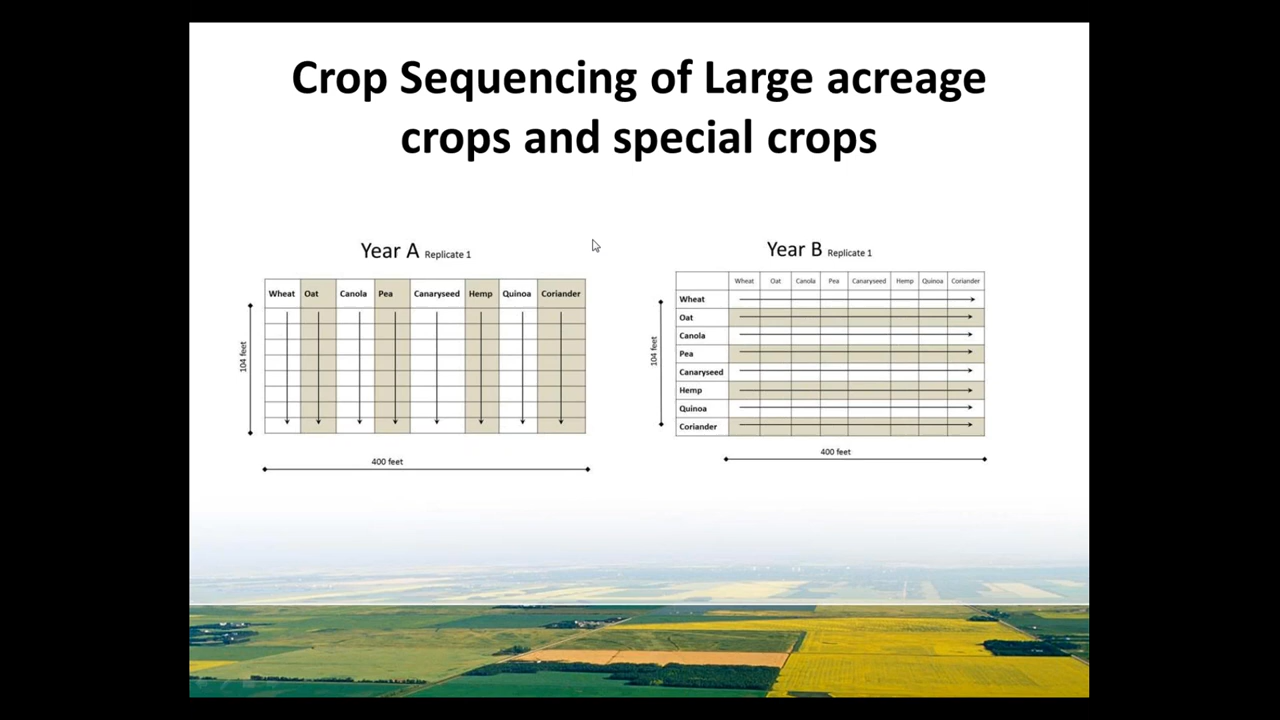 Crop Sequencing of Large acreage
crops and special crops
Year A Replicate 1
Wheat Oat Canola Pea Canaryseed Hemp Quinoa Coriander
104 feet
400 feet
Year B Replicate 1
Wheat Oat Canola Pea Canaryseed Hemp Quinoa Coriander
Wheat
Oat
Canola
Pea
Canaryseed
Hemp
Quinoa
Coriander
104 feet
400 feet